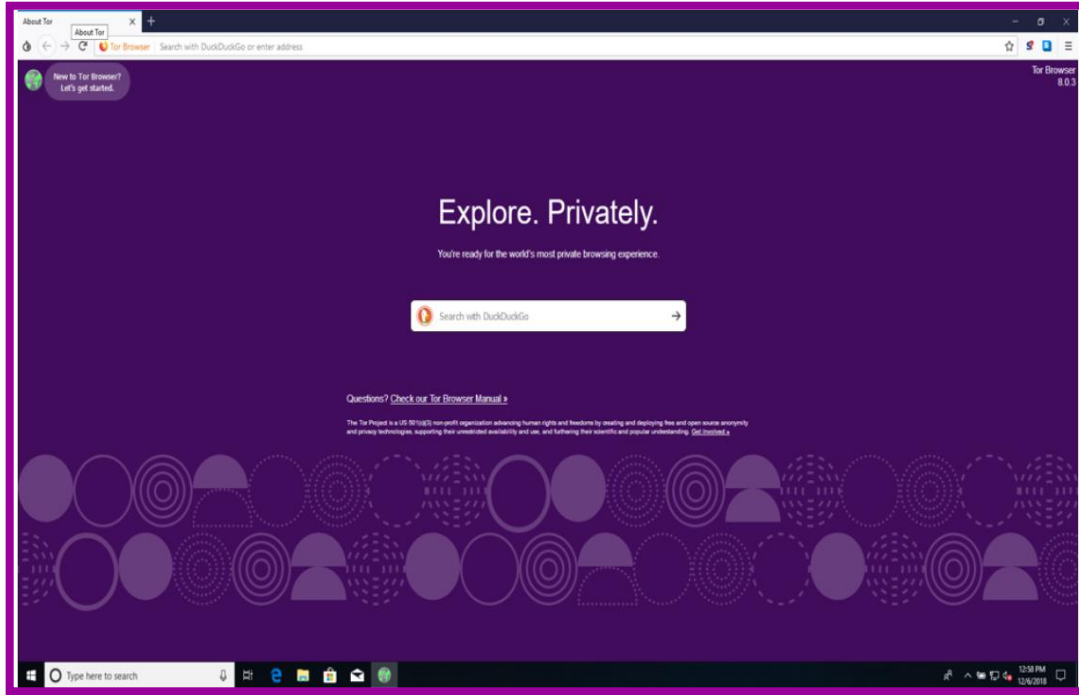 About Tor
About Tor
Tor Browser Search with DuckDuckGo or enter address
New to Tor Browser?
Let's get started.
Tor Browser
8.0.3
Explore. Privately.
You're ready for the world's most private browsing experience.
Search with DuckDuckGo
Questions? Check our Tor Browser Manual »
The Tor Project is a US 501(c)(3) non-profit organization advancing human rights and freedoms by creating and deploying free and open source anonymity
and privacy technologies, supporting their unrestricted availability and use, and furthering their scientific and popular understanding. Get Involved »
Type here to search
12:58 PM
12/6/2018